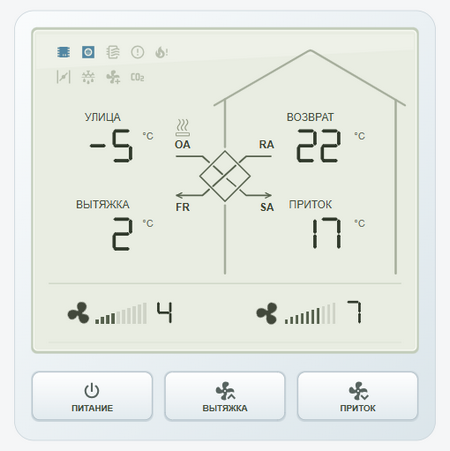 CO₂
УЛИЦА
-5 °C
OA
RA
ВОЗВРАТ
22 °C
ВЫТЯЖКА
2 °C
FR
SA
ПРИТОК
17 °C
4
7
ПИТАНИЕ
ВЫТЯЖКА
ПРИТОК